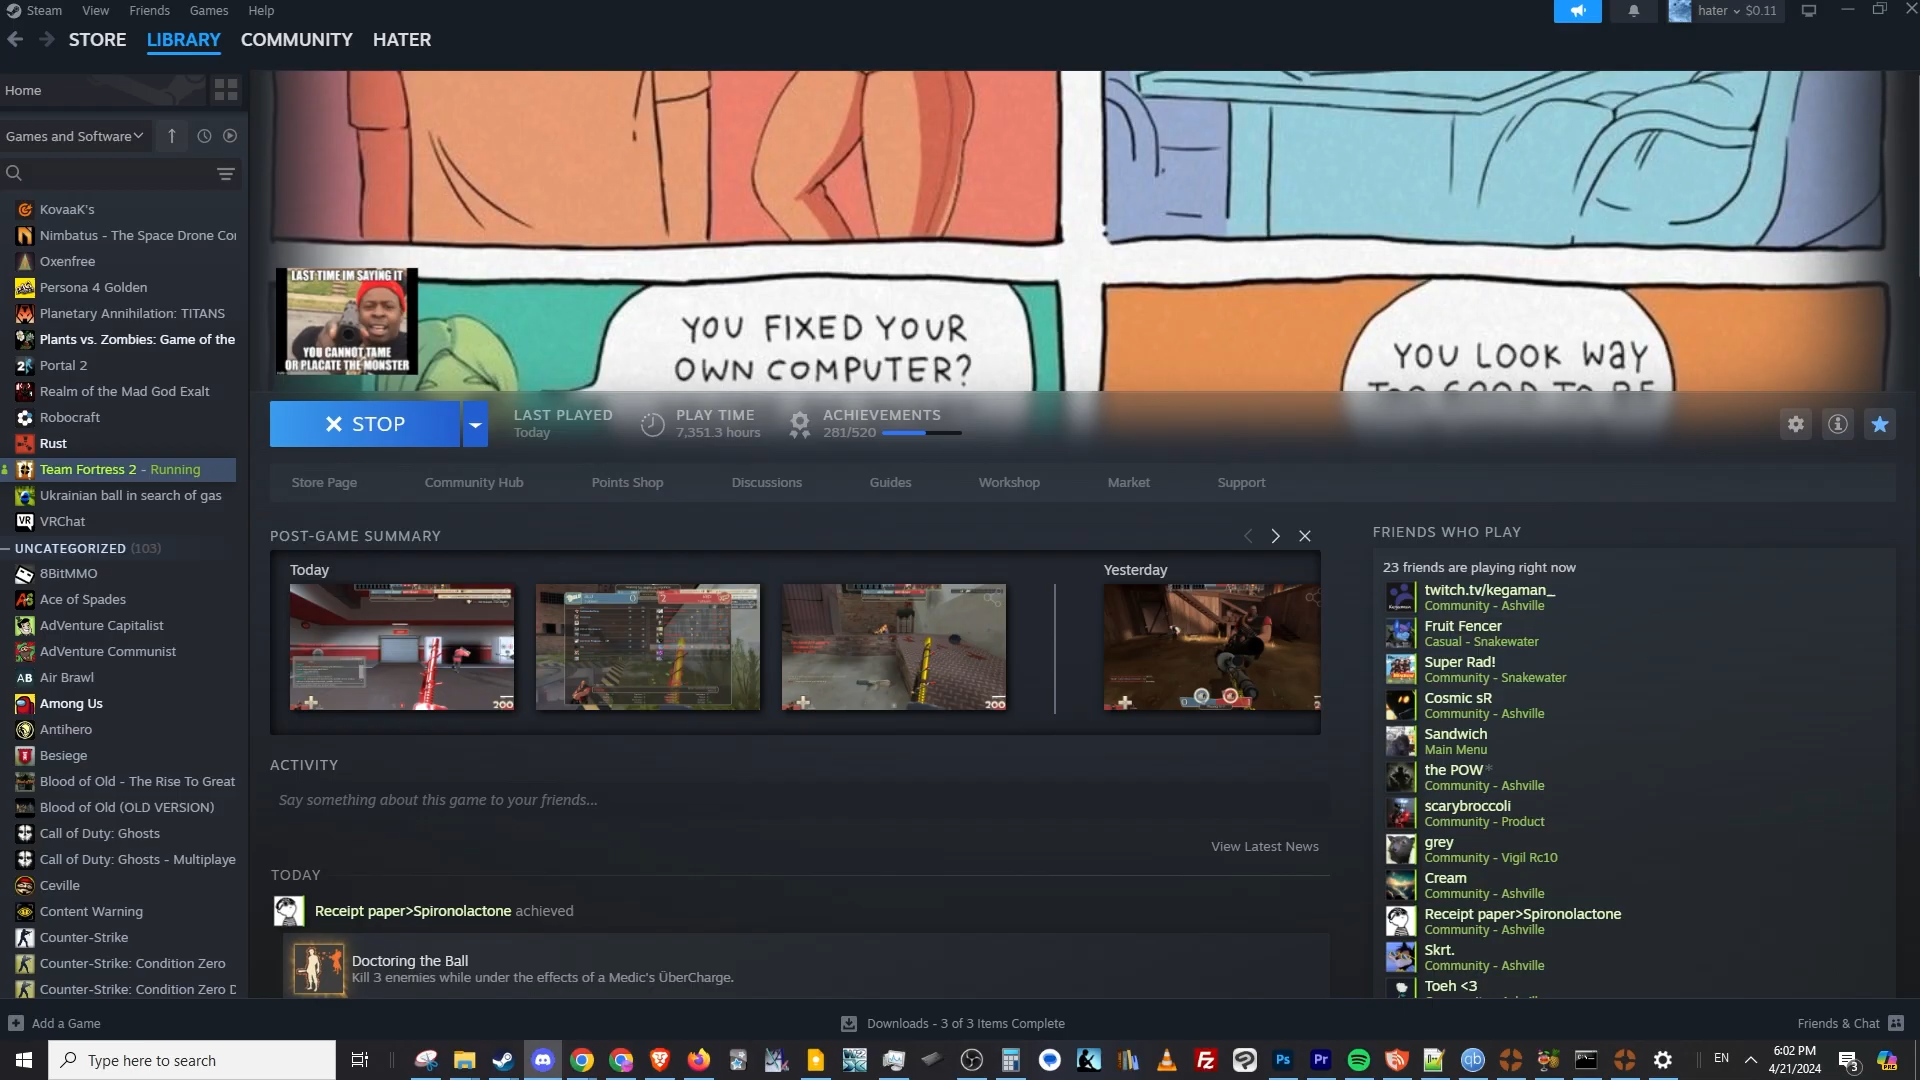 Steam View Friends Games Help
hater $0.11
STORE LIBRARY COMMUNITY HATER
Home
Games and Software
KovaaK's
Nimbatus - The Space Drone Co
Oxenfree
Persona 4 Golden
Planetary Annihilation: TITANS
Plants vs. Zombies: Game of the
Portal 2
Realm of the Mad God Exalt
Robocraft
Rust
Team Fortress 2 - Running
Ukrainian ball in search of gas
VRChat
UNCATEGORIZED (103)
8BitMMO
Ace of Spades
AdVenture Capitalist
AdVenture Communist
Air Brawl
Among Us
Antihero
Besiege
Blood of Old - The Rise To Great
Blood of Old (OLD VERSION)
Call of Duty: Ghosts
Call of Duty: Ghosts - Multiplaye
Ceville
Content Warning
Counter-Strike
Counter-Strike: Condition Zero
Counter-Strike: Condition Zero D
LAST TIME IM SAYING IT
YOU CANNOT TAME
OR PLACATE THE MONSTER
YOU FIXED YOUR
OWN COMPUTER?
YOU LOOK WAY
TOO GOOD TO BE
STOP
LAST PLAYED
Today
PLAY TIME
7,351.3 hours
ACHIEVEMENTS
281/520
Store Page Community Hub Points Shop Discussions Guides Workshop Market Support
POST-GAME SUMMARY
Today
Yesterday
200
200
ACTIVITY
Say something about this game to your friends...
View Latest News
TODAY
Receipt paper>Spironolactone achieved
Doctoring the Ball
Kill 3 enemies while under the effects of a Medic's ÜberCharge.
FRIENDS WHO PLAY
23 friends are playing right now
twitch.tv/kegaman_
Community - Ashville
Fruit Fencer
Casual - Snakewater
Super Rad!
Community - Snakewater
Cosmic sR
Community - Ashville
Sandwich
Main Menu
the POW*
Community - Ashville
scarybroccoli
Community - Product
grey
Community - Vigil Rc10
Cream
Community - Ashville
Receipt paper>Spironolactone
Community - Ashville
Skrt.
Community - Ashville
Toeh <3
Add a Game
Downloads - 3 of 3 Items Complete
Friends & Chat
Type here to search
EN
6:02 PM
4/21/2024
3